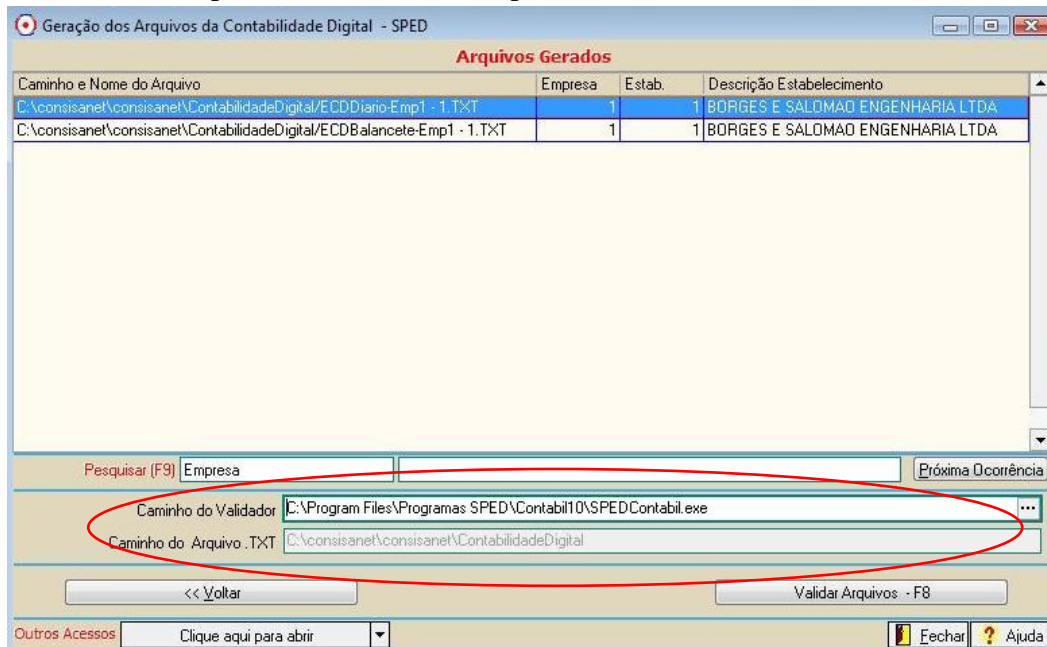 Geração dos Arquivos da Contabilidade Digital - SPED
Arquivos Gerados
Caminho e Nome do Arquivo Empresa Estab. Descrição Estabelecimento
C:\consisanet\consisanet\ContabilidadeDigital/ECDDiario-Emp1 - 1.TXT 1 1 BORGES E SALOMAO ENGENHARIA LTDA
C:\consisanet\consisanet\ContabilidadeDigital/ECDBalancete-Emp1 - 1.TXT 1 1 BORGES E SALOMAO ENGENHARIA LTDA
Pesquisar (F9) Empresa Próxima Ocorrência
Caminho do Validador C:\Program Files\Programas SPED\Contabil10\SPEDContabil.exe ...
Caminho do Arquivo .TXT C:\consisanet\consisanet\ContabilidadeDigital
<< Voltar Validar Arquivos - F8
Outros Acessos Clique aqui para abrir Fechar ? Ajuda